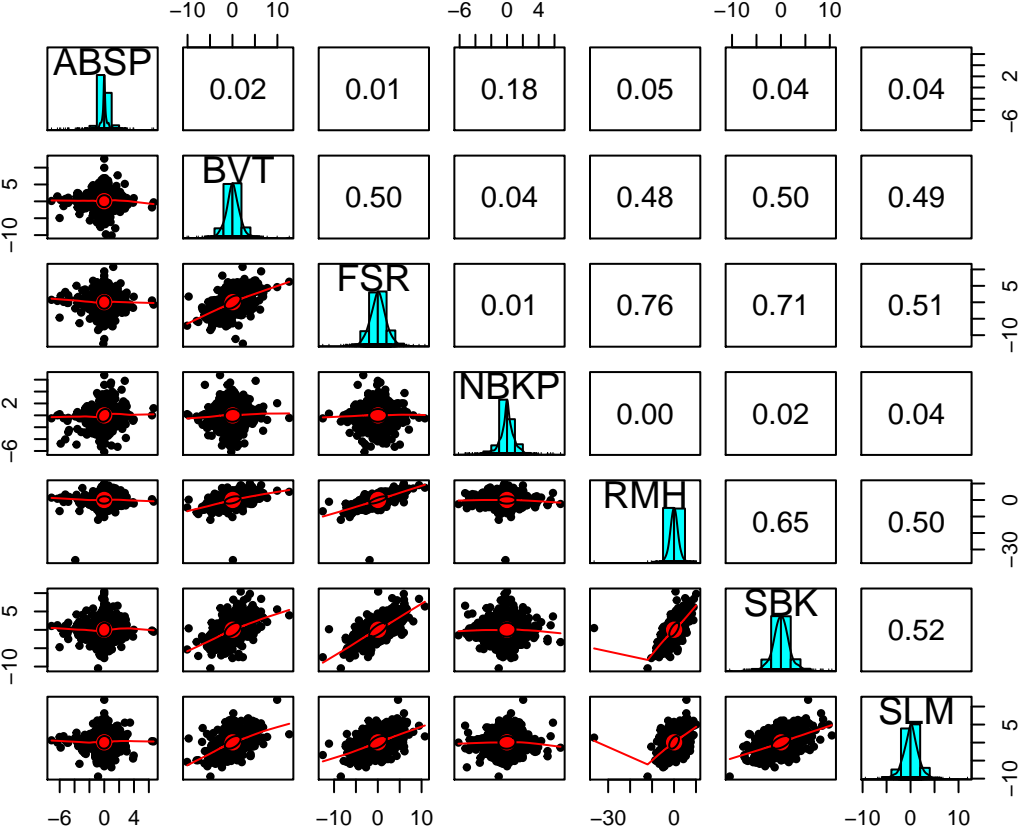 −10 0 10 −6 0 4 −10 0 10
ABSP 0.02 0.01 0.18 0.05 0.04 0.04 −6 2
−10 5 BVT 0.50 0.04 0.48 0.50 0.49
FSR 0.01 0.76 0.71 0.51 −10 5
−6 2 NBKP 0.00 0.02 0.04
RMH 0.65 0.50 −30 0
−10 5 SBK 0.52
SLM −10 5
−6 0 4 −10 0 10 −30 0 −10 0 10